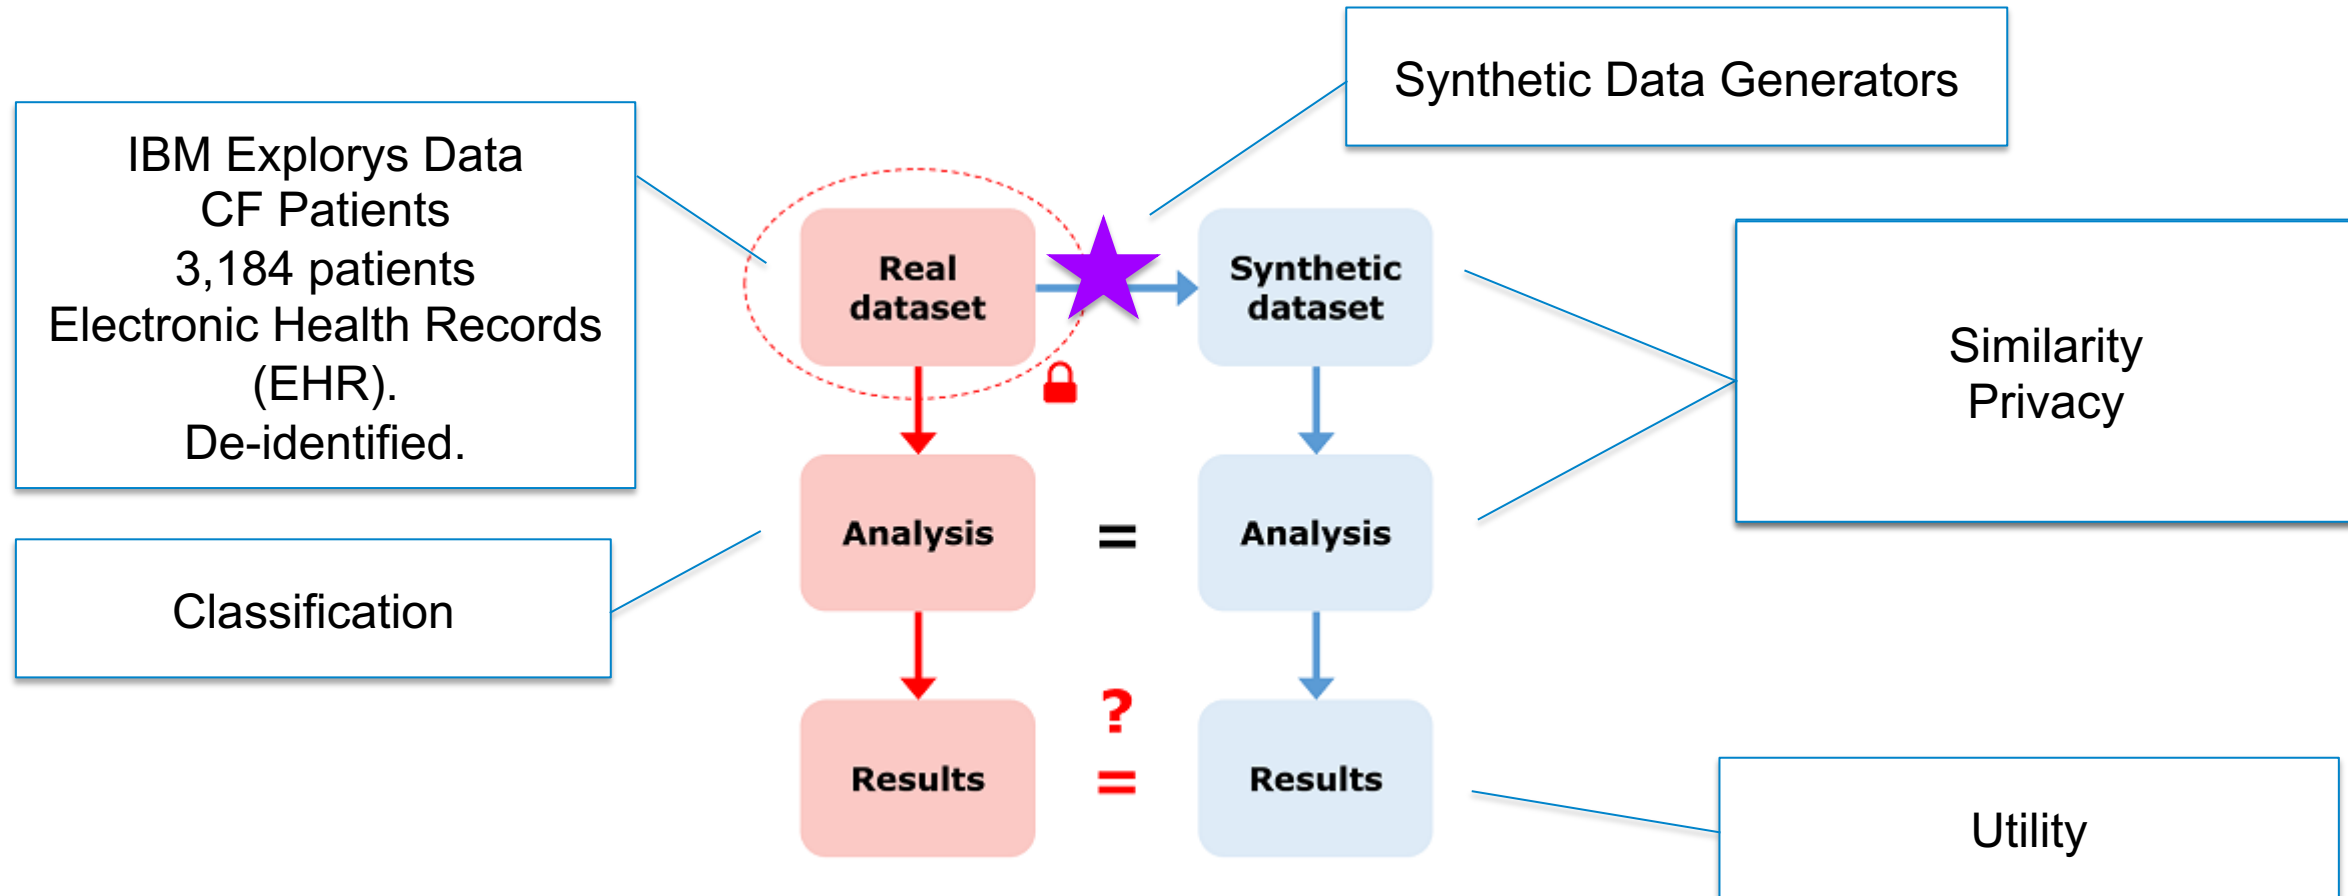 Synthetic Data Generators
IBM Explorys Data
CF Patients
3,184 patients
Electronic Health Records
(EHR).
De-identified.
Real
dataset
Synthetic
dataset
Similarity
Privacy
Classification
Analysis
=
Analysis
Results
?
=
Results
Utility